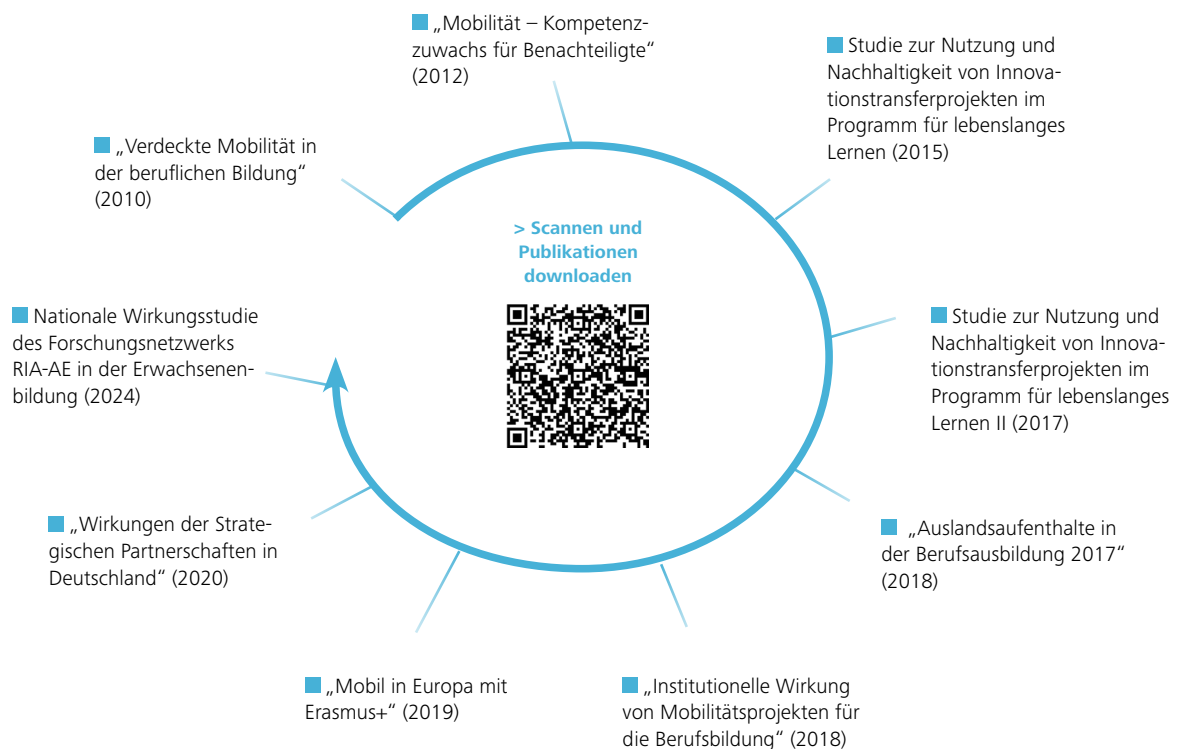 „Mobilität – Kompetenz-
zuwachs für Benachteiligte“
(2012)
Studie zur Nutzung und
Nachhaltigkeit von Innova-
tionstransferprojekten im
Programm für lebenslanges
Lernen (2015)
„Verdeckte Mobilität in
der beruflichen Bildung“
(2010)
> Scannen und
Publikationen
downloaden
Nationale Wirkungsstudie
des Forschungsnetzwerks
RIA-AE in der Erwachsenen-
bildung (2024)
Studie zur Nutzung und
Nachhaltigkeit von Innova-
tionstransferprojekten im
Programm für lebenslanges
Lernen II (2017)
„Wirkungen der Strate-
gischen Partnerschaften in
Deutschland“ (2020)
„Auslandsaufenthalte in
der Berufsausbildung 2017“
(2018)
„Mobil in Europa mit
Erasmus+“ (2019)
„Institutionelle Wirkung
von Mobilitätsprojekten für
die Berufsbildung“ (2018)